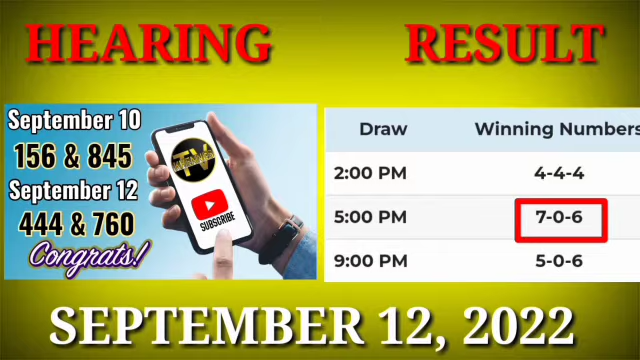 HEARING RESULT
September 10
156 & 845
September 12
444 & 760
Congrats!
TV
SUBSCRIBE
Draw Winning Numbers
2:00 PM 4-4-4
5:00 PM 7-0-6
9:00 PM 5-0-6
SEPTEMBER 12, 2022